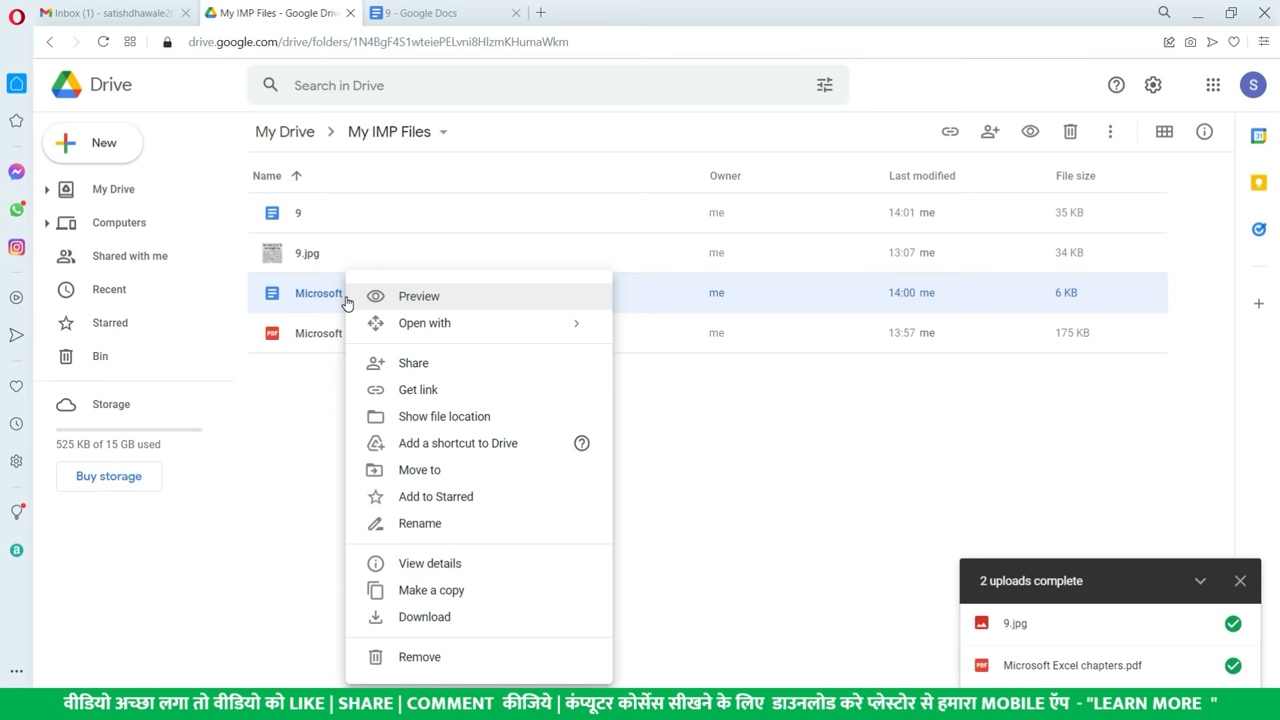 Inbox (1) - satishdhawale20
My IMP Files - Google Driv
9 - Google Docs
drive.google.com/drive/folders/1N4BgF4S1wteiePELvni8HlzmKHumaWkm
Drive
Search in Drive
S
New
My Drive > My IMP Files
Name
Owner
Last modified
File size
My Drive
Computers
Shared with me
Recent
Starred
Bin
Storage
525 KB of 15 GB used
Buy storage
9
me
14:01 me
35 KB
9.jpg
me
13:07 me
34 KB
Microsoft
me
14:00 me
6 KB
PDF
Microsoft
me
13:57 me
175 KB
Preview
Open with
Share
Get link
Show file location
Add a shortcut to Drive
Move to
Add to Starred
Rename
View details
Make a copy
Download
Remove
31
2 uploads complete
9.jpg
PDF
Microsoft Excel chapters.pdf
वीडियो अच्छा लगा तो वीडियो को LIKE | SHARE | COMMENT कीजिये | कंप्यूटर कोर्सेस सीखने के लिए डाउनलोड करे प्लेस्टोर से हमारा MOBILE ऍप - "LEARN MORE "